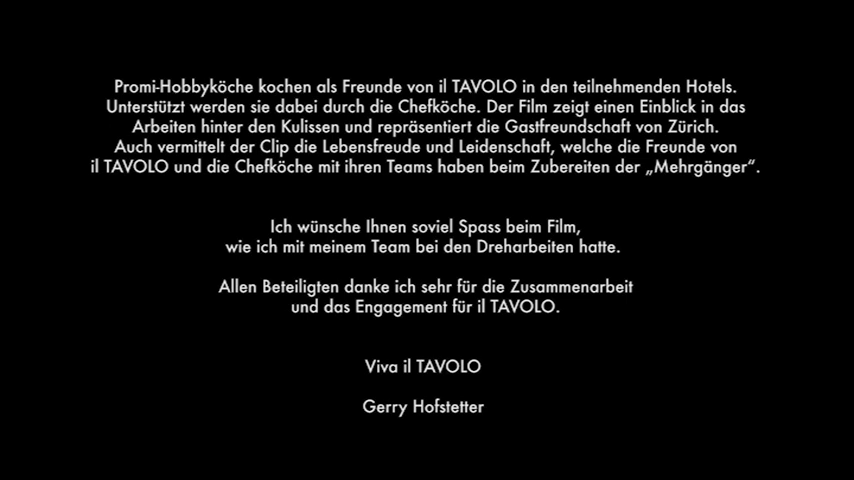 Promi-Hobbyköche kochen als Freunde von il TAVOLO in den teilnehmenden Hotels.
Unterstützt werden sie dabei durch die Chefköche. Der Film zeigt einen Einblick in das
Arbeiten hinter den Kulissen und repräsentiert die Gastfreundschaft von Zürich.
Auch vermittelt der Clip die Lebensfreude und Leidenschaft, welche die Freunde von
il TAVOLO und die Chefköche mit ihren Teams haben beim Zubereiten der „Mehrgänger“.
Ich wünsche Ihnen soviel Spass beim Film,
wie ich mit meinem Team bei den Dreharbeiten hatte.
Allen Beteiligten danke ich sehr für die Zusammenarbeit
und das Engagement für il TAVOLO.
Viva il TAVOLO
Gerry Hofstetter